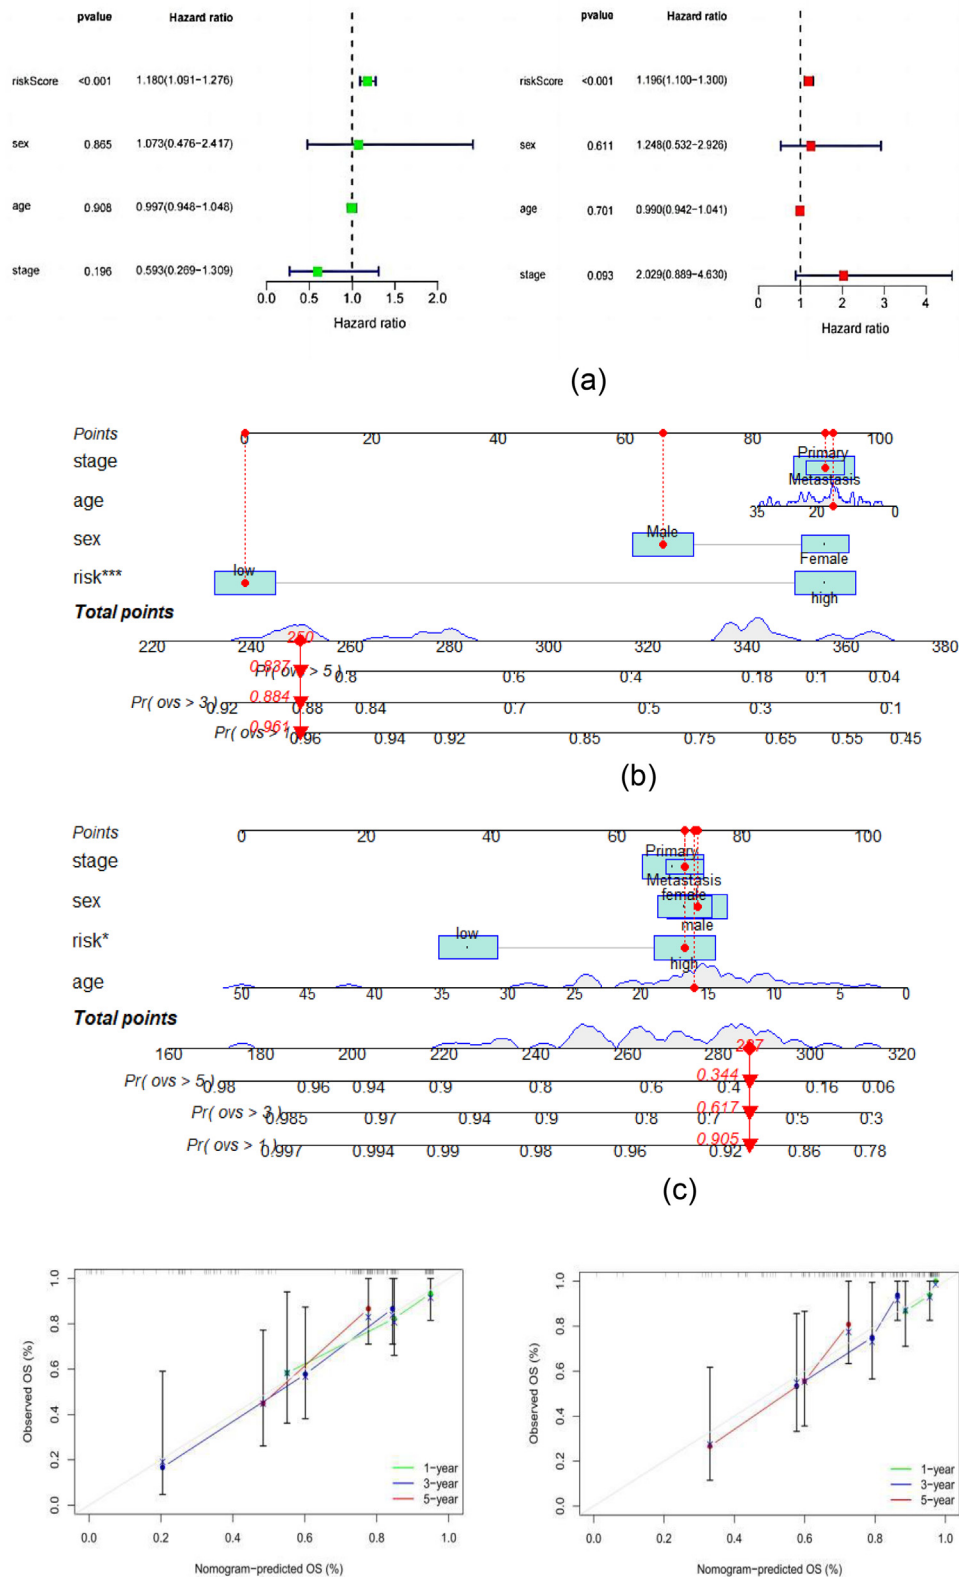 pvalue Hazard ratio
riskScore <0.001 1.180(1.091−1.276)
sex 0.865 1.073(0.476−2.417)
age 0.908 0.997(0.948−1.048)
stage 0.196 0.593(0.269−1.309)
0.0 0.5 1.0 1.5 2.0
Hazard ratio
pvalue Hazard ratio
riskScore <0.001 1.196(1.100−1.300)
sex 0.611 1.248(0.532−2.926)
age 0.701 0.990(0.942−1.041)
stage 0.093 2.029(0.889−4.630)
0 1 2 3 4
Hazard ratio
(a)
Points 0 20 40 60 80 100
stage Primary
Metastasis
age 35 20 0
sex Male
Female
risk*** low
high
Total points
250
220 240 260 280 300 320 340 360 380
0.837
Pr( ovs > 5 ) 0.8 0.6 0.4 0.18 0.1 0.04
0.884
Pr( ovs > 3 ) 0.92 0.88 0.84 0.7 0.5 0.3 0.1
0.961
Pr( ovs > 1 0.96 0.94 0.92 0.85 0.75 0.65 0.55 0.45
(b)
Points 0 20 40 60 80 100
stage Primary
Metastasis
sex female
male
risk* low
high
age 50 45 40 35 30 25 20 15 10 5 0
Total points
287
160 180 200 220 240 260 280 300 320
0.344
Pr( ovs > 5 ) 0.98 0.96 0.94 0.9 0.8 0.6 0.4 0.16 0.06
0.617
Pr( ovs > 3 ) 0.985 0.97 0.94 0.9 0.8 0.7 0.5 0.3
0.905
Pr( ovs > 1 ) 0.997 0.994 0.99 0.98 0.96 0.92 0.86 0.78
(c)
Observed OS (%)
1.0
0.8
0.6
0.4
0.2
0.0
1−year
3−year
5−year
0.0 0.2 0.4 0.6 0.8 1.0
Nomogram−predicted OS (%)
Observed OS (%)
1.0
0.8
0.6
0.4
0.2
0.0
1−year
3−year
5−year
0.0 0.2 0.4 0.6 0.8 1.0
Nomogram−predicted OS (%)